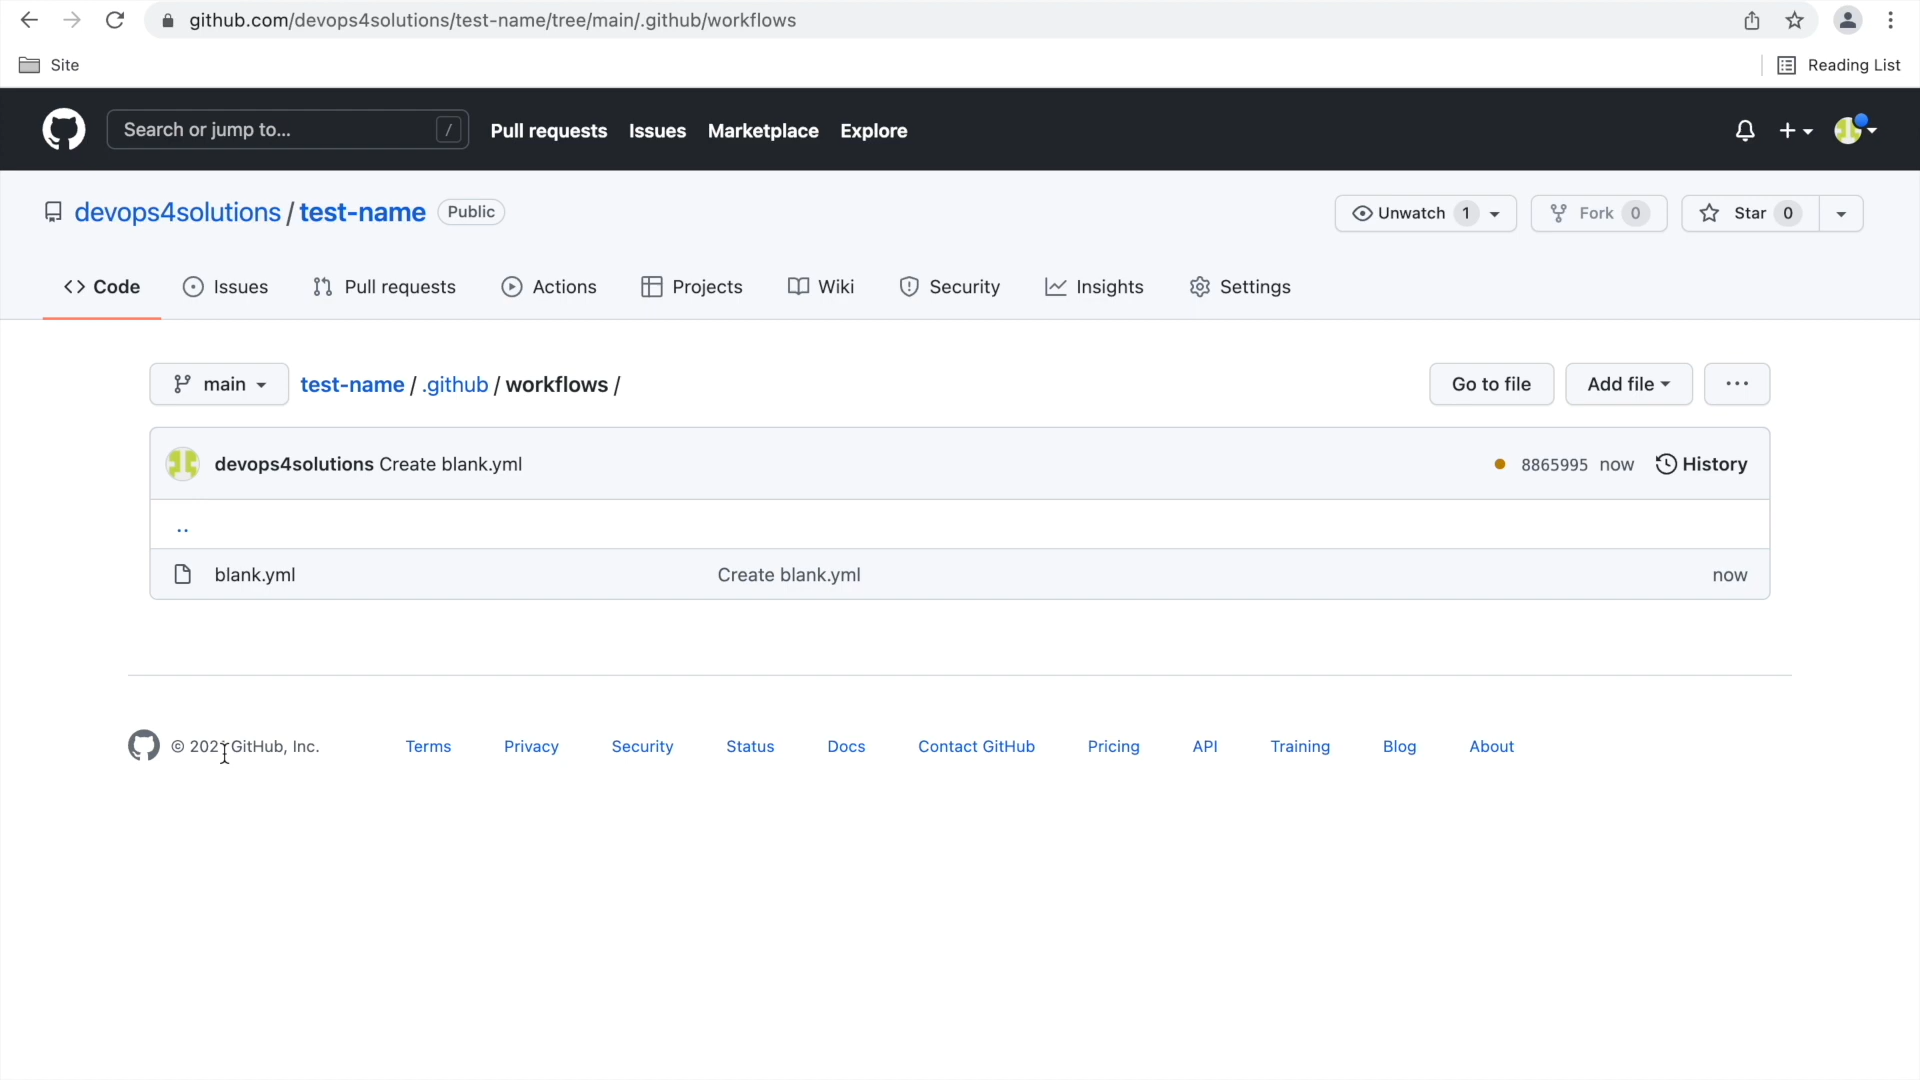 github.com/devops4solutions/test-name/tree/main/.github/workflows
Site
Reading List
Search or jump to... /
Pull requests Issues Marketplace Explore
devops4solutions / test-name Public
Unwatch 1 Fork 0 Star 0
Code Issues Pull requests Actions Projects Wiki Security Insights Settings
main test-name / .github / workflows /
Go to file Add file ...
devops4solutions Create blank.yml 8865995 now History
..
blank.yml Create blank.yml now
© 2021 GitHub, Inc. Terms Privacy Security Status Docs Contact GitHub Pricing API Training Blog About